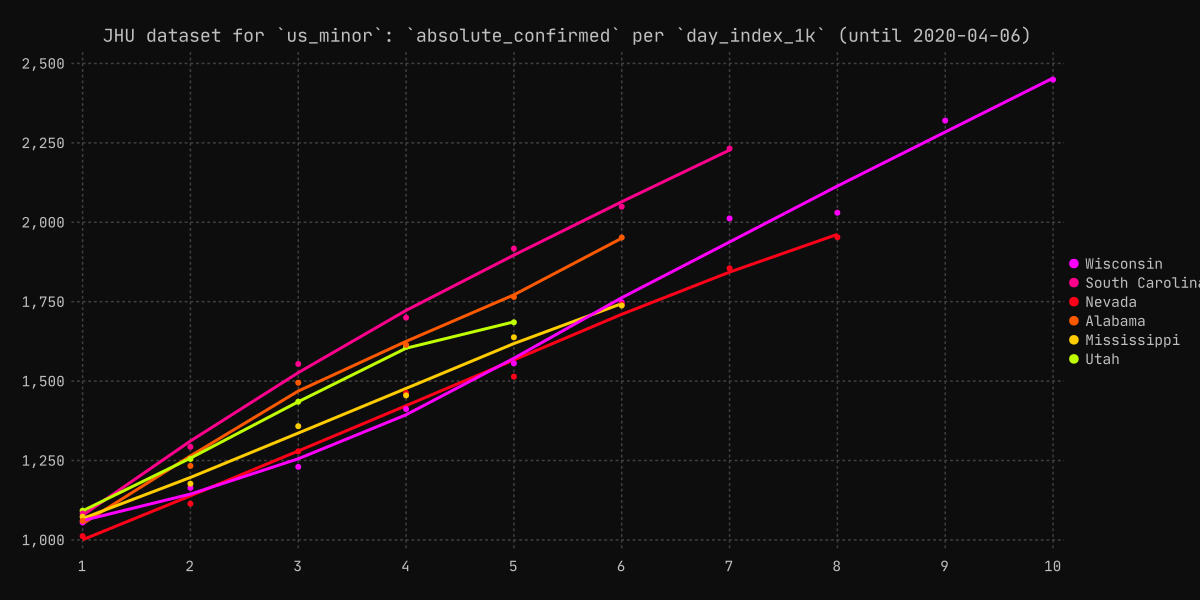 JHU dataset for `us_minor`: `absolute_confirmed` per `day_index_1k` (until 2020-04-06)
2,500
2,250
2,000
1,750
1,500
1,250
1,000
1 2 3 4 5 6 7 8 9 10
Wisconsin
South Carolina
Nevada
Alabama
Mississippi
Utah